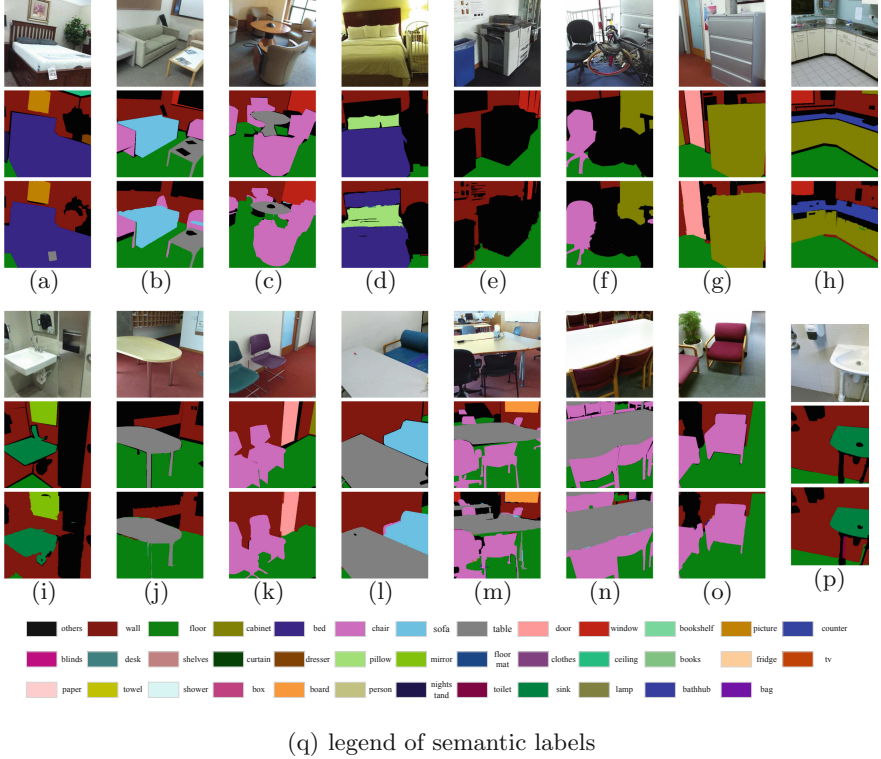 (a) (b) (c) (d) (e) (f) (g) (h)
(i) (j) (k) (l) (m) (n) (o) (p)
others wall floor cabinet bed chair sofa table door window bookshelf picture counter
blinds desk shelves curtain dresser pillow mirror floor mat clothes ceiling books fridge tv
paper towel shower box board person nights tand toilet sink lamp bathhub bag
(q) legend of semantic labels